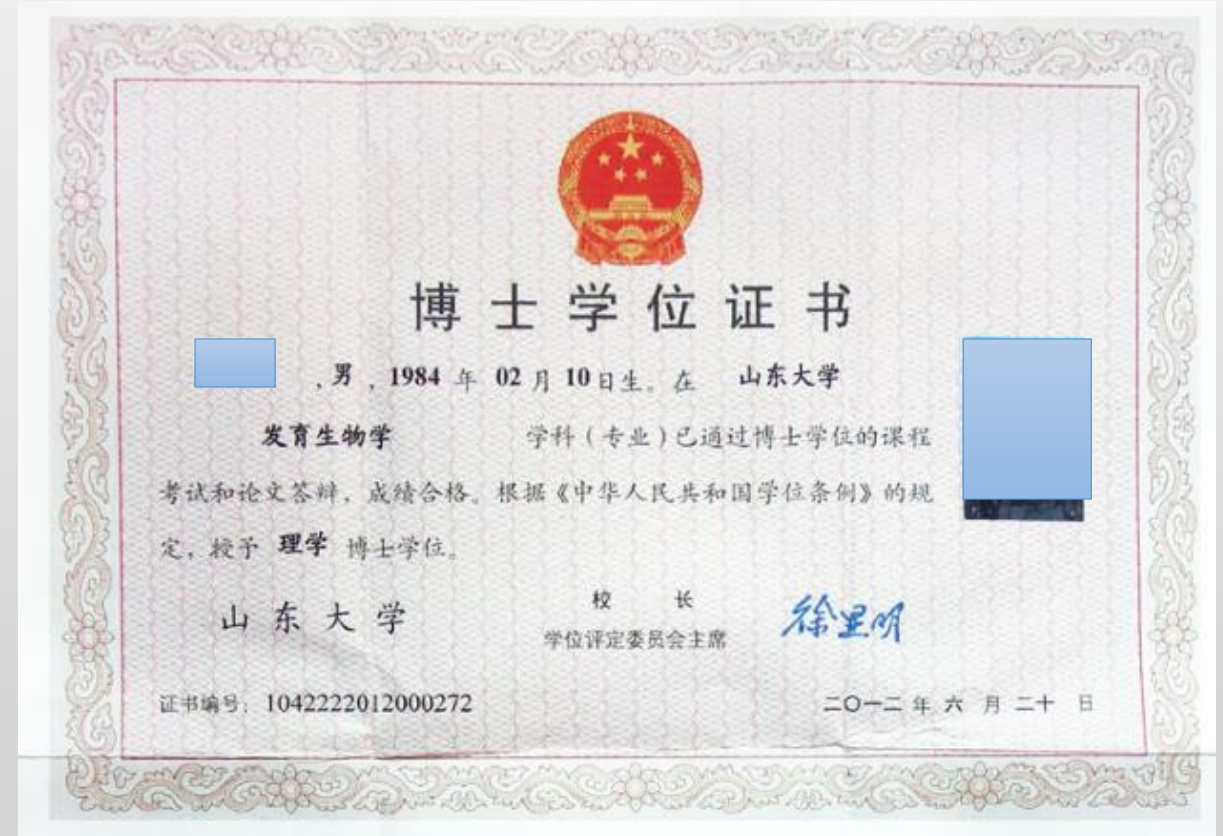 博士学位证书
，男，1984 年 02 月 10 日生。在 山东大学
发育生物学 学科（专业）已通过博士学位的课程
考试和论文答辩，成绩合格。根据《中华人民共和国学位条例》的规
定，授予 理学 博士学位。
山东大学
校 长
学位评定委员会主席
徐显明
证书编号：1042222012000272
二〇一二 年 六 月 二十 日